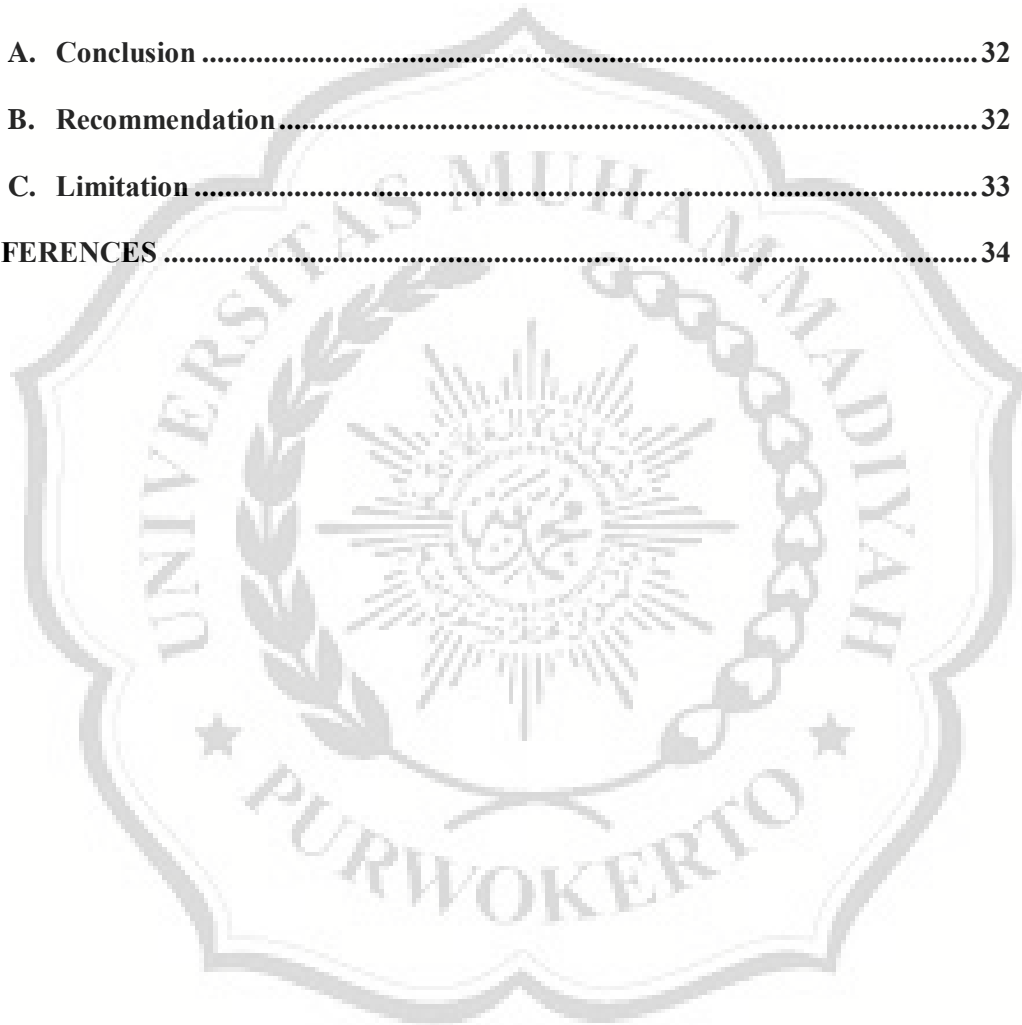 A. Conclusion ........................................................................................................ 32
B. Recommendation .............................................................................................. 32
C. Limitation ......................................................................................................... 33
FERENCES ............................................................................................................. 34
UNIVERSITAS MUHAMMADIYAH
PURWOKERTO